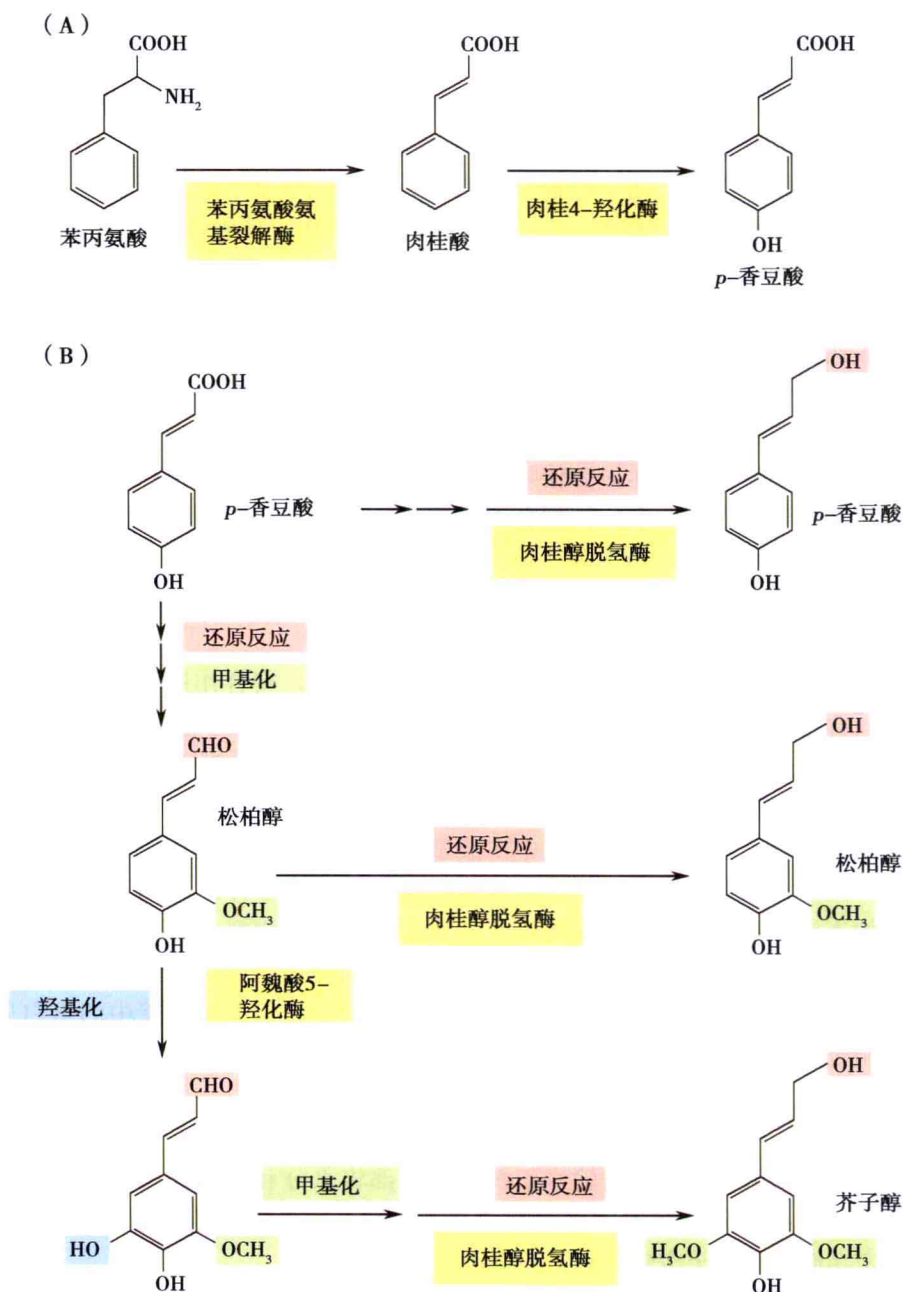 （A）
COOH
NH2
苯丙氨酸
苯丙氨酸氨
基裂解酶
COOH
肉桂酸
肉桂4-羟化酶
COOH
OH
p-香豆酸
（B）
COOH
p-香豆酸
OH
还原反应
肉桂醇脱氢酶
OH
p-香豆酸
OH
还原反应
甲基化
CHO
松柏醇
OCH3
OH
还原反应
肉桂醇脱氢酶
OH
松柏醇
OCH3
OH
羟基化
阿魏酸5-
羟化酶
CHO
HO
OCH3
OH
甲基化
还原反应
肉桂醇脱氢酶
OH
芥子醇
H3CO
OCH3
OH